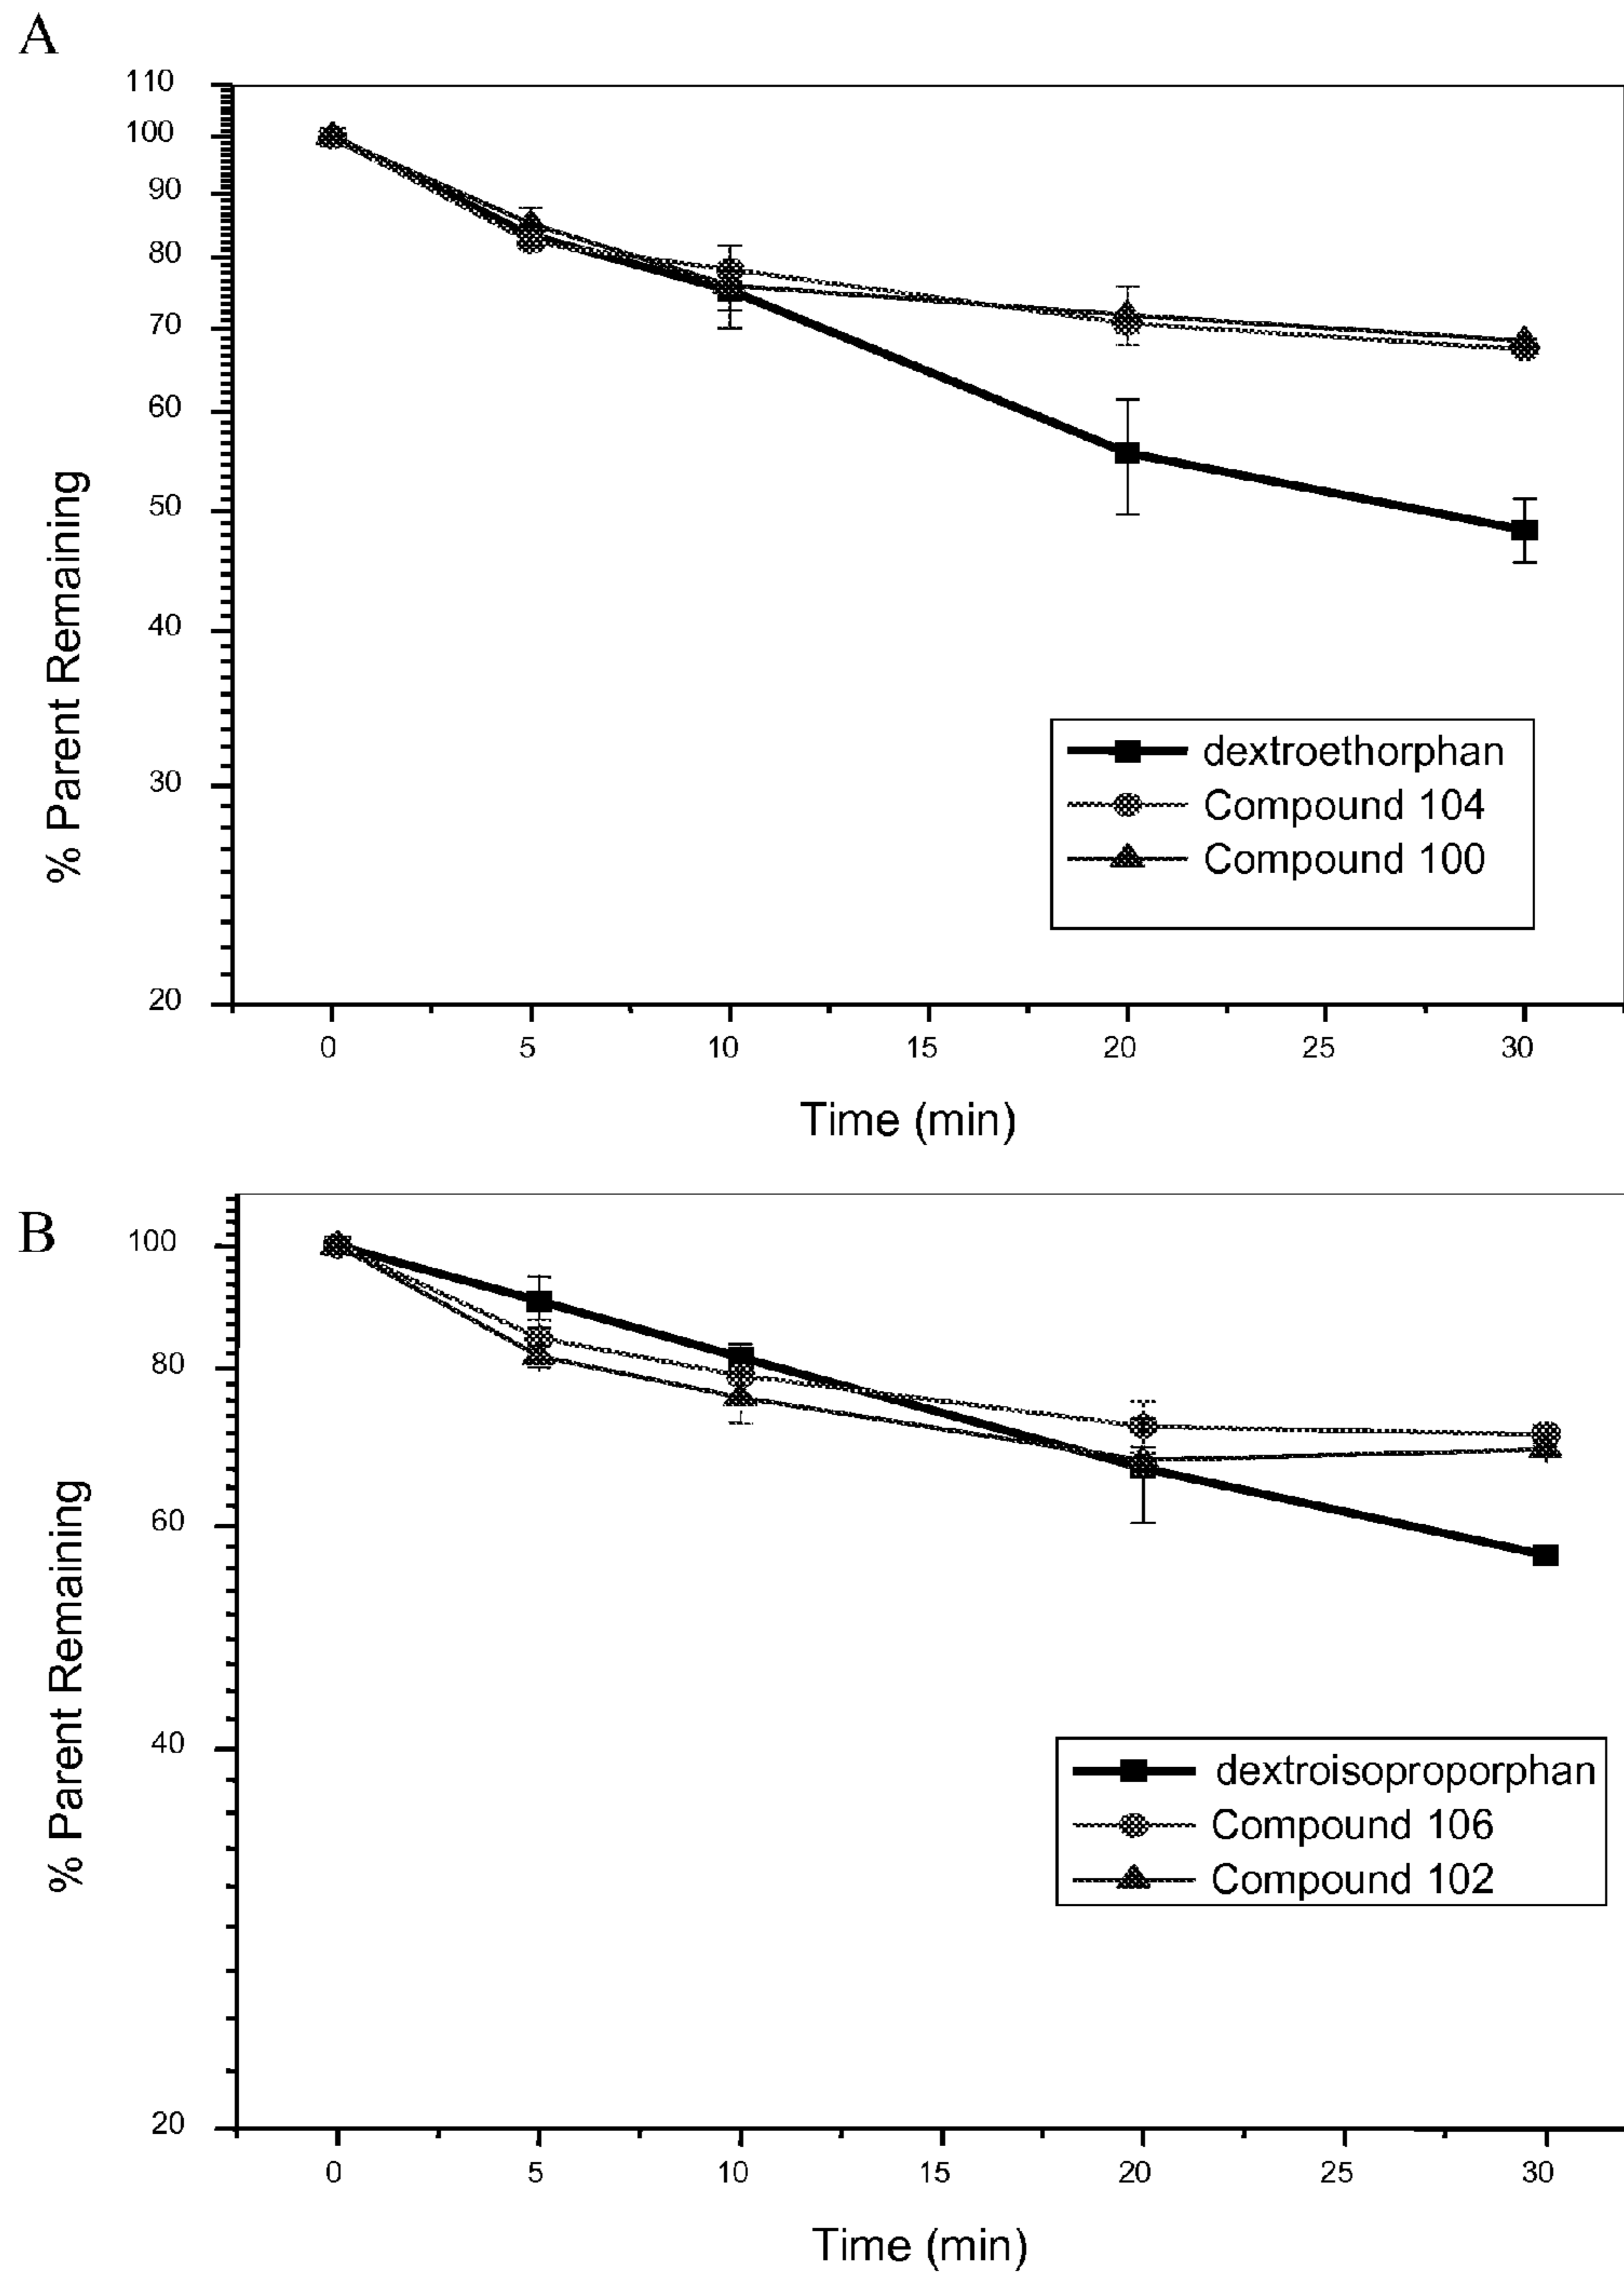 A
110
100
90
80
70
60
50
40
30
20
% Parent Remaining
dextroethorphan
Compound 104
Compound 100
0 5 10 15 20 25 30
Time (min)
B
100
80
60
40
20
% Parent Remaining
dextroisoproporphan
Compound 106
Compound 102
0 5 10 15 20 25 30
Time (min)